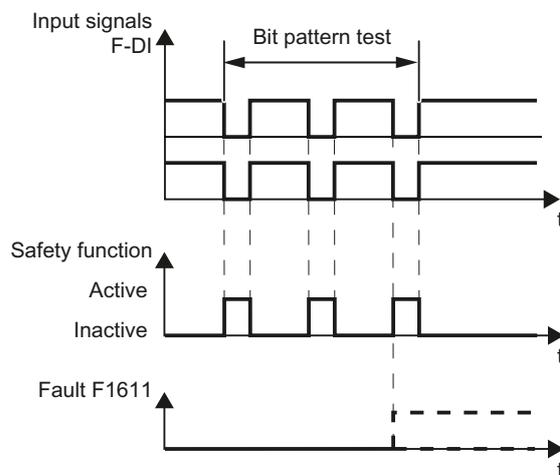 Input signals
F-DI
Bit pattern test
t
Safety function
Active
Inactive
t
Fault F1611
t